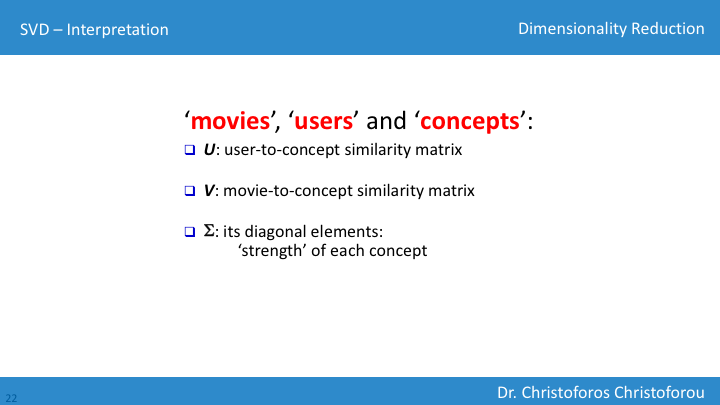 SVD – Interpretation
Dimensionality Reduction
‘movies’, ‘users’ and ‘concepts’:
U: user-to-concept similarity matrix
V: movie-to-concept similarity matrix
Σ: its diagonal elements:
‘strength’ of each concept
Dr. Christoforos Christoforou
22